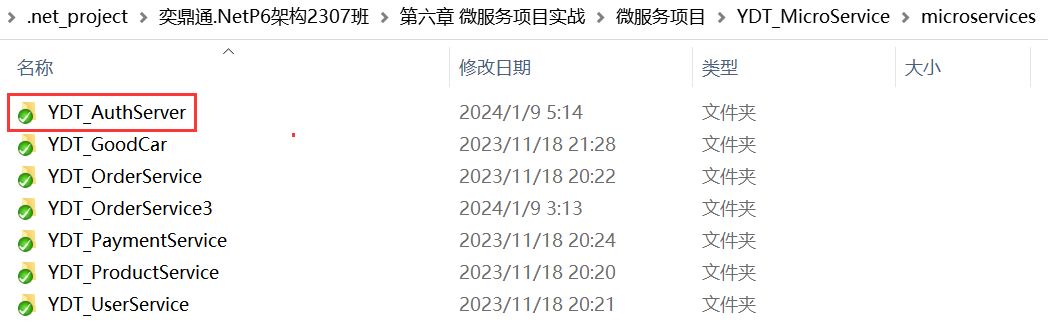 .net_project > 奕鼎通.NetP6架构2307班 > 第六章 微服务项目实战 > 微服务项目 > YDT_MicroService > microservices
名称 修改日期 类型 大小
YDT_AuthServer 2024/1/9 5:14 文件夹
YDT_GoodCar 2023/11/18 21:28 文件夹
YDT_OrderService 2023/11/18 20:22 文件夹
YDT_OrderService3 2024/1/9 3:13 文件夹
YDT_PaymentService 2023/11/18 20:24 文件夹
YDT_ProductService 2023/11/18 20:20 文件夹
YDT_UserService 2023/11/18 20:21 文件夹